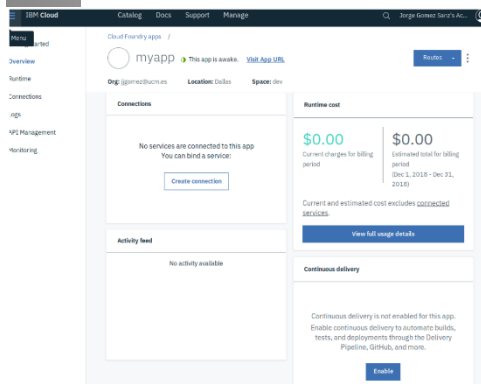 IBM Cloud Catalog Docs Support Manage Jorge Gomez Sanz's Ac...
Menu
arted
Overview
Runtime
Connections
Logs
API Management
Monitoring
Cloud Foundry apps /
myapp This app is awake. Visit App URL
Routes
Org: jjgomez@ucm.es Location: Dallas Space: dev
Connections
No services are connected to this app
You can bind a service:
Create connection
Activity feed
No activity available
Runtime cost
$0.00
Current charges for billing
period
$0.00
Estimated total for billing
period
(Dec 1, 2018 - Dec 31,
2018)
Current and estimated cost excludes connected
services.
View full usage details
Continuous delivery
Continuous delivery is not enabled for this app.
Enable continuous delivery to automate builds,
tests, and deployments through the Delivery
Pipeline, GitHub, and more.
Enable